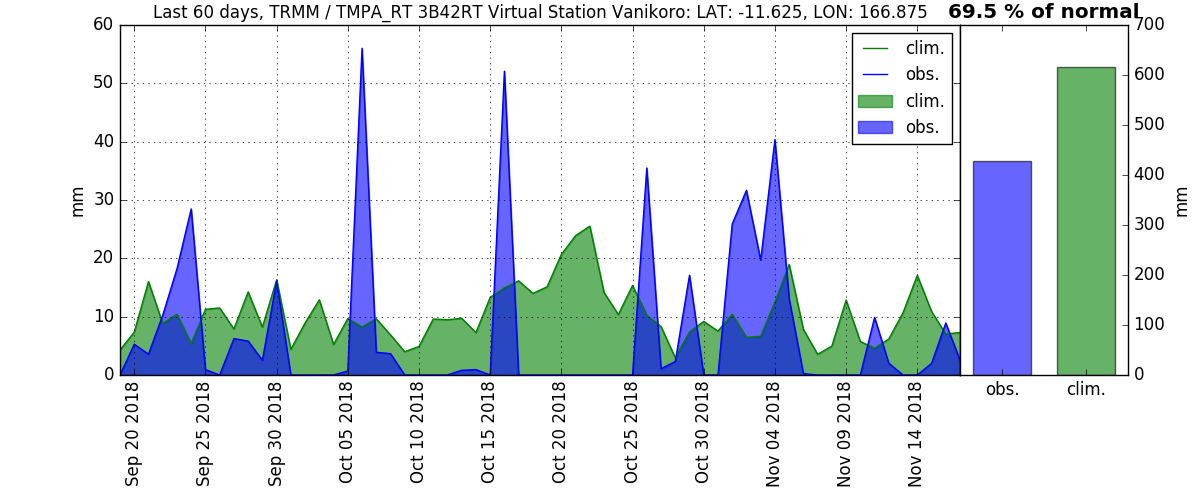 Last 60 days, TRMM / TMPA_RT 3B42RT Virtual Station Vanikoro: LAT: -11.625, LON: 166.875
69.5 % of normal
60
50
40
30
20
10
0
mm
clim.
obs.
clim.
obs.
Sep 20 2018
Sep 25 2018
Sep 30 2018
Oct 05 2018
Oct 10 2018
Oct 15 2018
Oct 20 2018
Oct 25 2018
Oct 30 2018
Nov 04 2018
Nov 09 2018
Nov 14 2018
700
600
500
400
300
200
100
0
mm
obs.
clim.